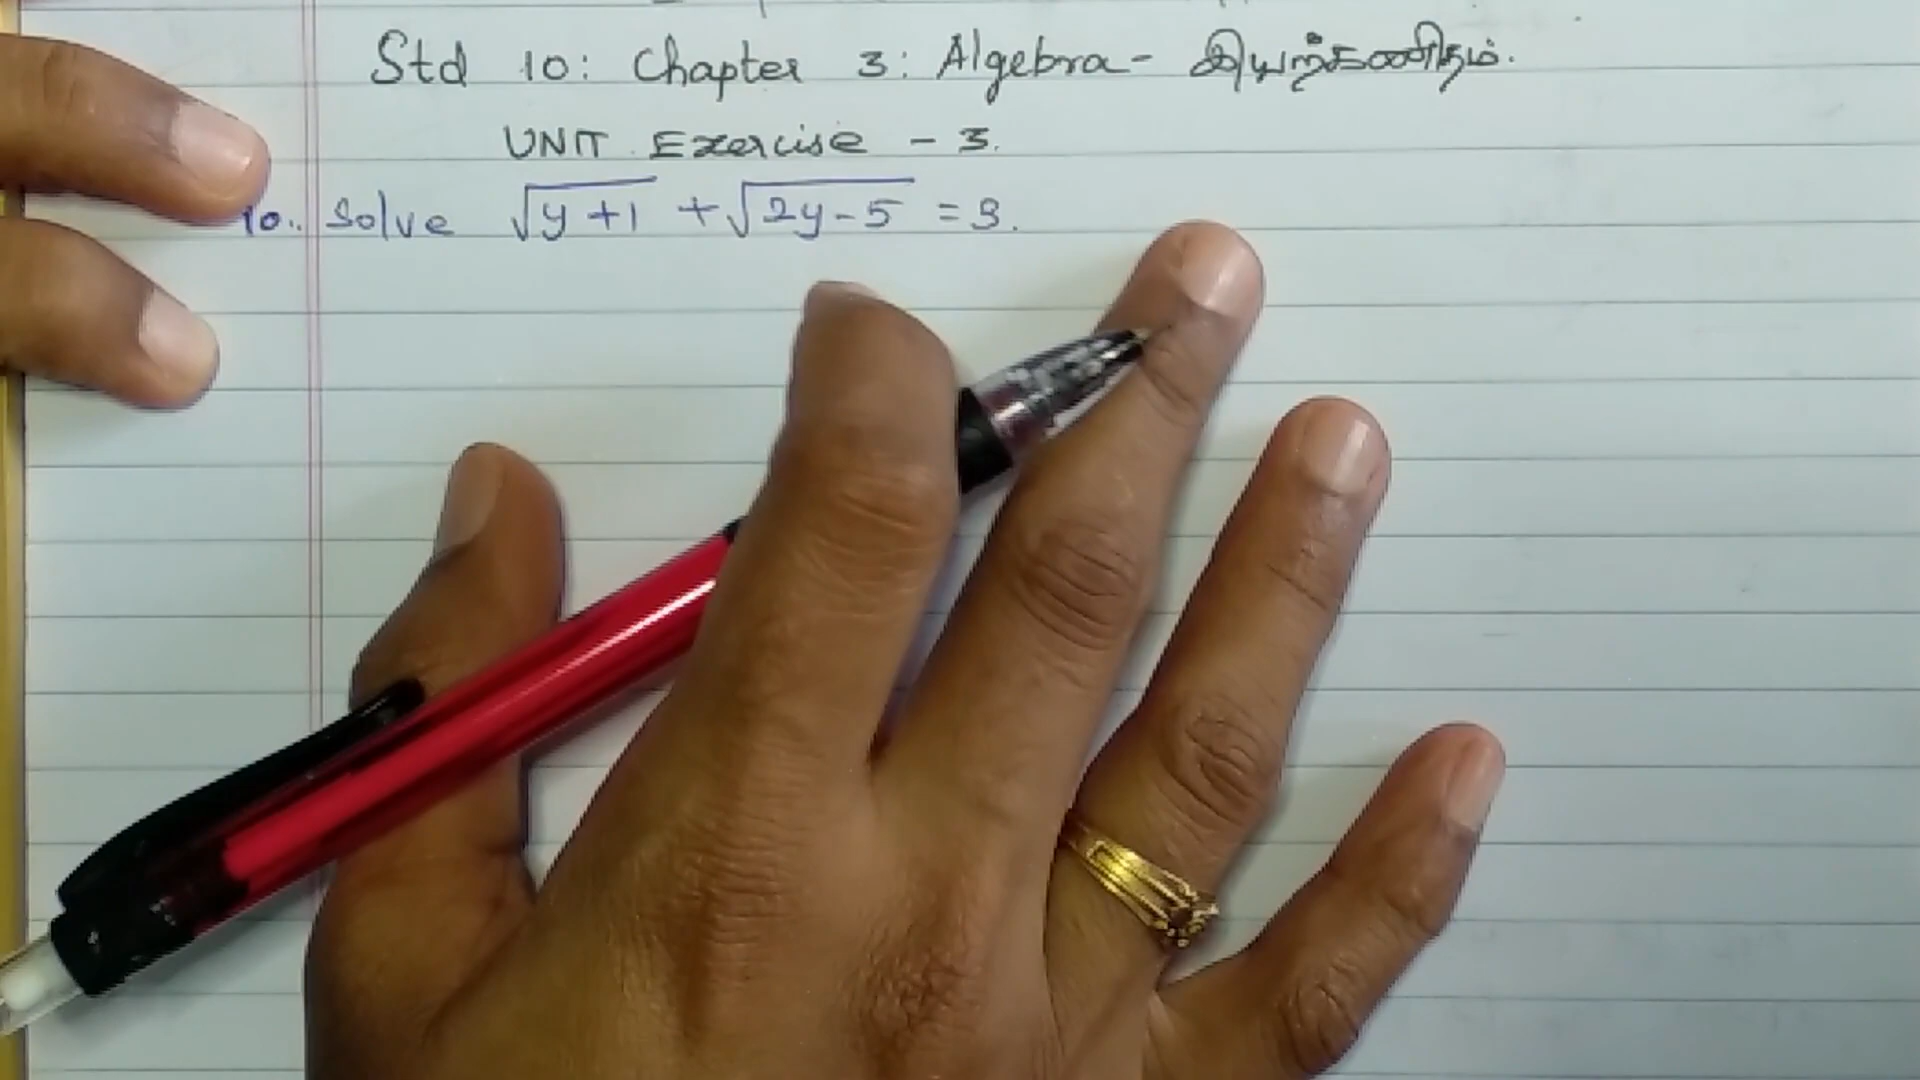 Std 10: Chapter 3: Algebra- இயற்கணிதம்.
UNIT Exercise - 3.
10. Solve √(y+1) + √(2y-5) = 3.